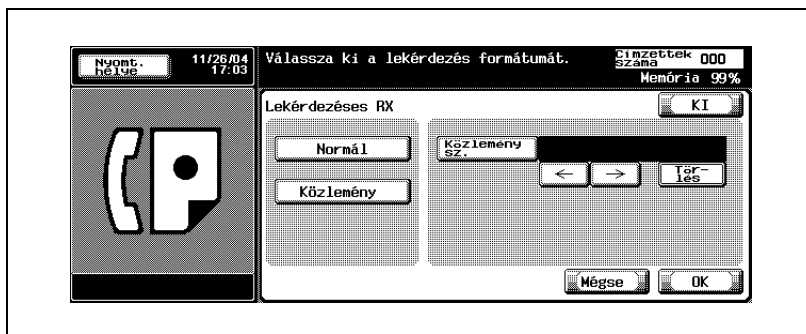 Nyomt.
hélye
11/26/04
17:03
Válassza ki a lekérdezés formátumát.
Címzettek
száma
000
Memória 99%
Lekérdezéses RX
KI
Normál
Közlemény
Közlemény
sz.
← →
Tör-
lés
Mégse
OK